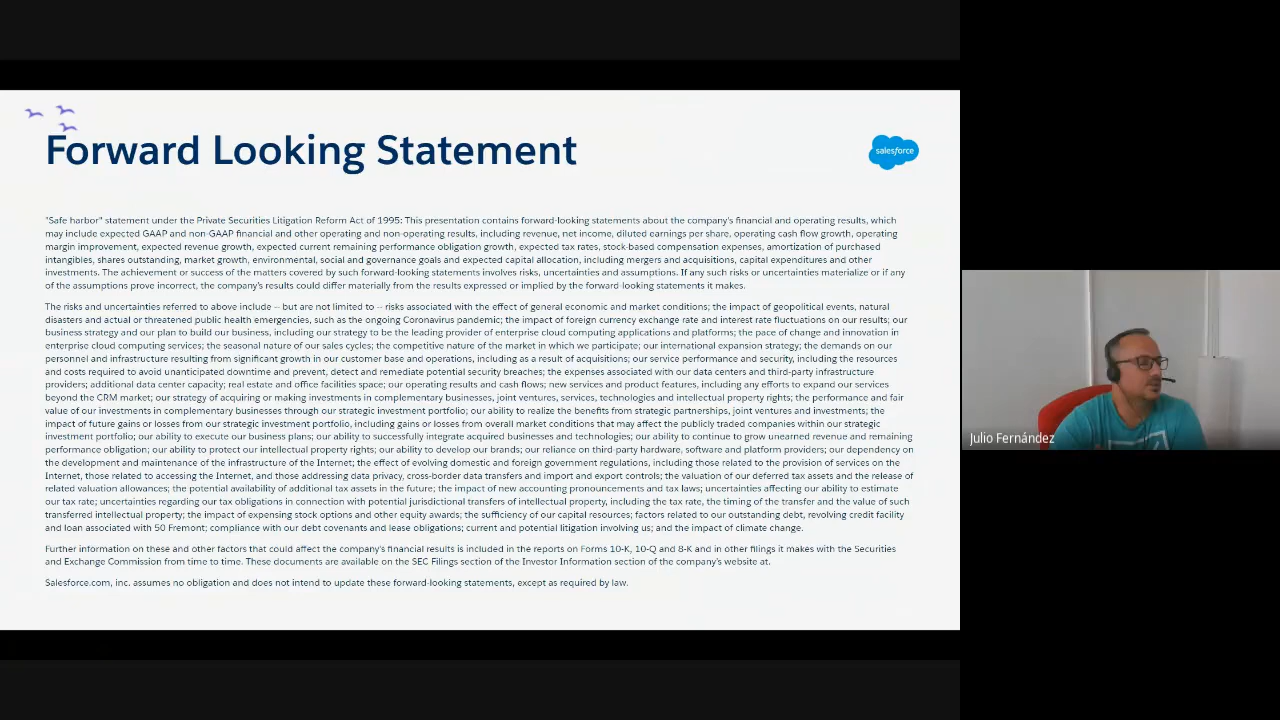 Forward Looking Statement
salesforce
"Safe harbor" statement under the Private Securities Litigation Reform Act of 1995: This presentation contains forward-looking statements about the company's financial and operating results, which
may include expected GAAP and non-GAAP financial and other operating and non-operating results, including revenue, net income, diluted earnings per share, operating cash flow growth, operating
margin improvement, expected revenue growth, expected current remaining performance obligation growth, expected tax rates, stock-based compensation expenses, amortization of purchased
intangibles, shares outstanding, market growth, environmental, social and governance goals and expected capital allocation, including mergers and acquisitions, capital expenditures and other
investments. The achievement or success of the matters covered by such forward-looking statements involves risks, uncertainties and assumptions. If any such risks or uncertainties materialize or if any
of the assumptions prove incorrect, the company's results could differ materially from the results expressed or implied by the forward-looking statements it makes.
The risks and uncertainties referred to above include -- but are not limited to -- risks associated with the effect of general economic and market conditions; the impact of geopolitical events, natural
disasters and actual or threatened public health emergencies, such as the ongoing Coronavirus pandemic; the impact of foreign currency exchange rate and interest rate fluctuations on our results; our
business strategy and our plan to build our business, including our strategy to be the leading provider of enterprise cloud computing applications and platforms; the pace of change and innovation in
enterprise cloud computing services; the seasonal nature of our sales cycles; the competitive nature of the market in which we participate; our international expansion strategy; the demands on our
personnel and infrastructure resulting from significant growth in our customer base and operations, including as a result of acquisitions; our service performance and security, including the resources
and costs required to avoid unanticipated downtime and prevent, detect and remediate potential security breaches; the expenses associated with our data centers and third-party infrastructure
providers; additional data center capacity; real estate and office facilities space; our operating results and cash flows; new services and product features, including any efforts to expand our services
beyond the CRM market; our strategy of acquiring or making investments in complementary businesses, joint ventures, services, technologies and intellectual property rights; the performance and fair
value of our investments in complementary businesses through our strategic investment portfolio; our ability to realize the benefits from strategic partnerships, joint ventures and investments; the
impact of future gains or losses from our strategic investment portfolio, including gains or losses from overall market conditions that may affect the publicly traded companies within our strategic
investment portfolio; our ability to execute our business plans; our ability to successfully integrate acquired businesses and technologies; our ability to continue to grow unearned revenue and remaining
performance obligation; our ability to protect our intellectual property rights; our ability to develop our brands; our reliance on third-party hardware, software and platform providers; our dependency on
the development and maintenance of the infrastructure of the Internet; the effect of evolving domestic and foreign government regulations, including those related to the provision of services on the
Internet, those related to accessing the Internet, and those addressing data privacy, cross-border data transfers and import and export controls; the valuation of our deferred tax assets and the release of
related valuation allowances; the potential availability of additional tax assets in the future; the impact of new accounting pronouncements and tax laws; uncertainties affecting our ability to estimate
our tax rate; uncertainties regarding our tax obligations in connection with potential jurisdictional transfers of intellectual property, including the tax rate, the timing of the transfer and the value of such
transferred intellectual property; the impact of expensing stock options and other equity awards; the sufficiency of our capital resources; factors related to our outstanding debt, revolving credit facility
and loan associated with 50 Fremont; compliance with our debt covenants and lease obligations; current and potential litigation involving us; and the impact of climate change.
Further information on these and other factors that could affect the company's financial results is included in the reports on Forms 10-K, 10-Q and 8-K and in other filings it makes with the Securities
and Exchange Commission from time to time. These documents are available on the SEC Filings section of the Investor Information section of the company's website at.
Salesforce.com, inc. assumes no obligation and does not intend to update these forward-looking statements, except as required by law.
Julio Fernández